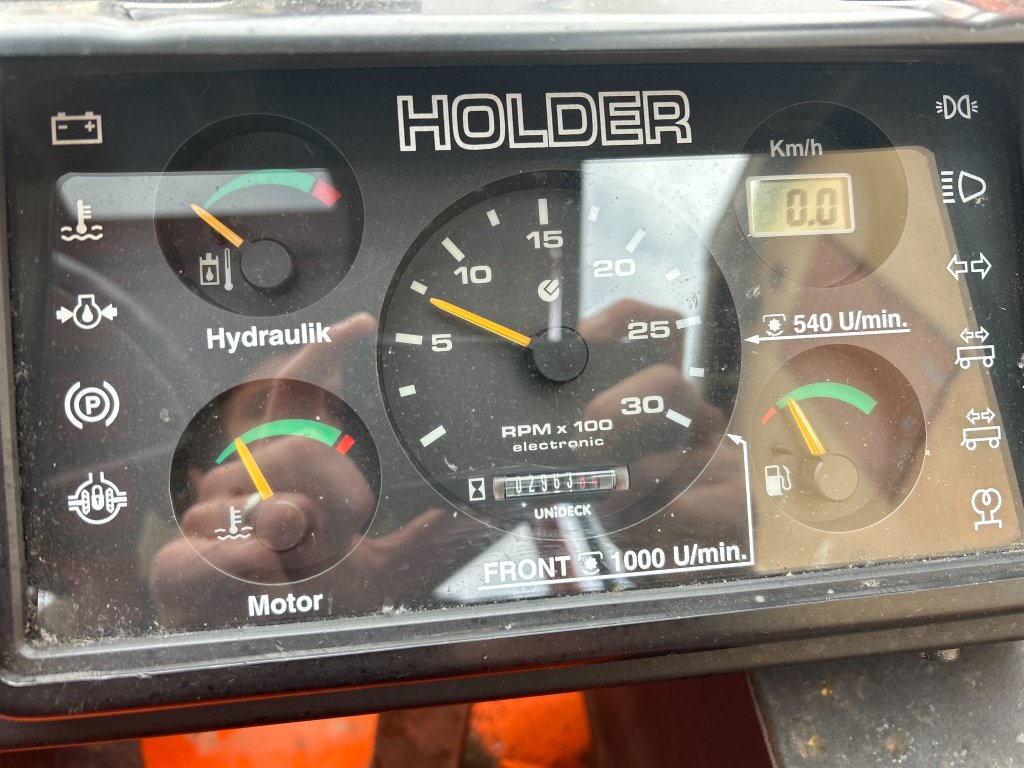 HOLDER
Km/h
0.0
15
10
20
5
25
30
540 U/min.
Hydraulik
RPM x 100
electronic
02963
UNiDECK
FRONT 1000 U/min.
Motor
P